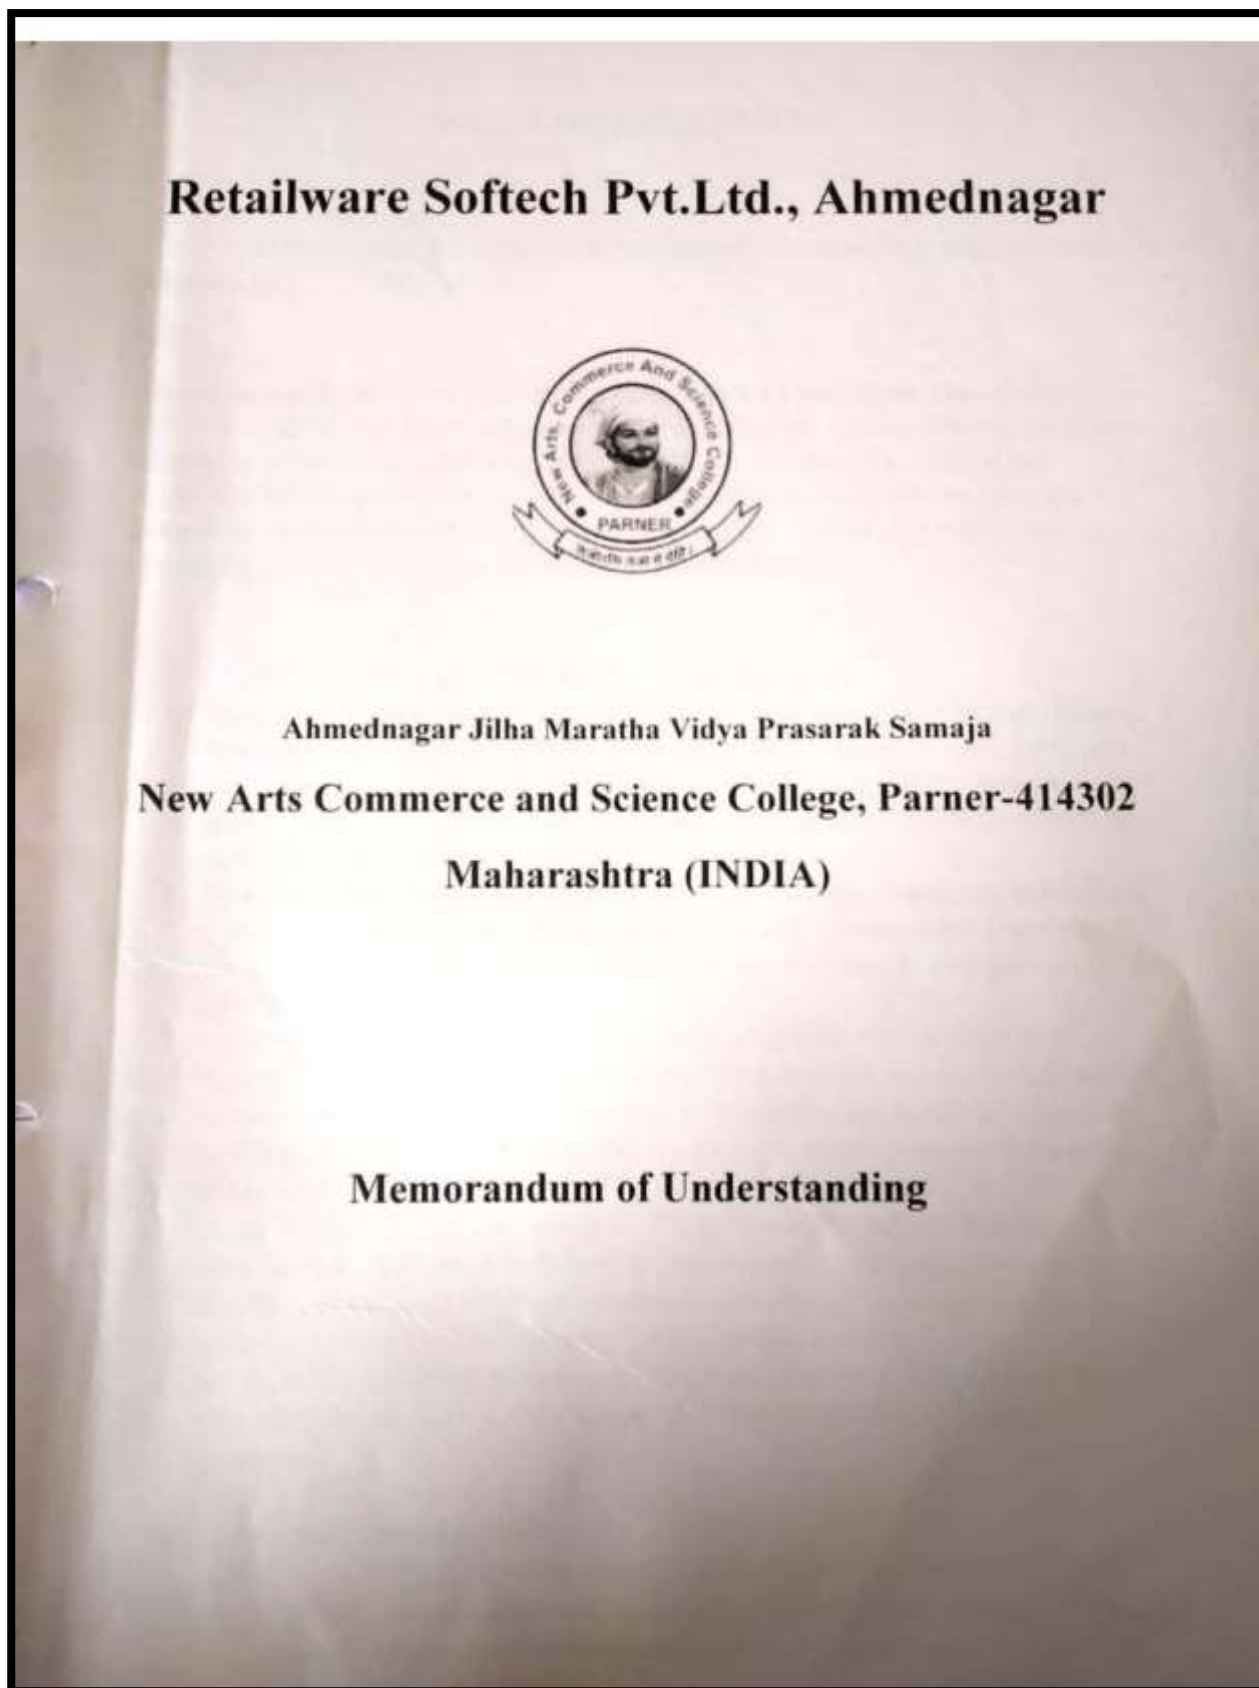 Retailware Softech Pvt.Ltd., Ahmednagar
New Arts, Commerce And Science College
PARNER
Ahmednagar Jilha Maratha Vidya Prasarak Samaja
New Arts Commerce and Science College, Parner-414302
Maharashtra (INDIA)
Memorandum of Understanding